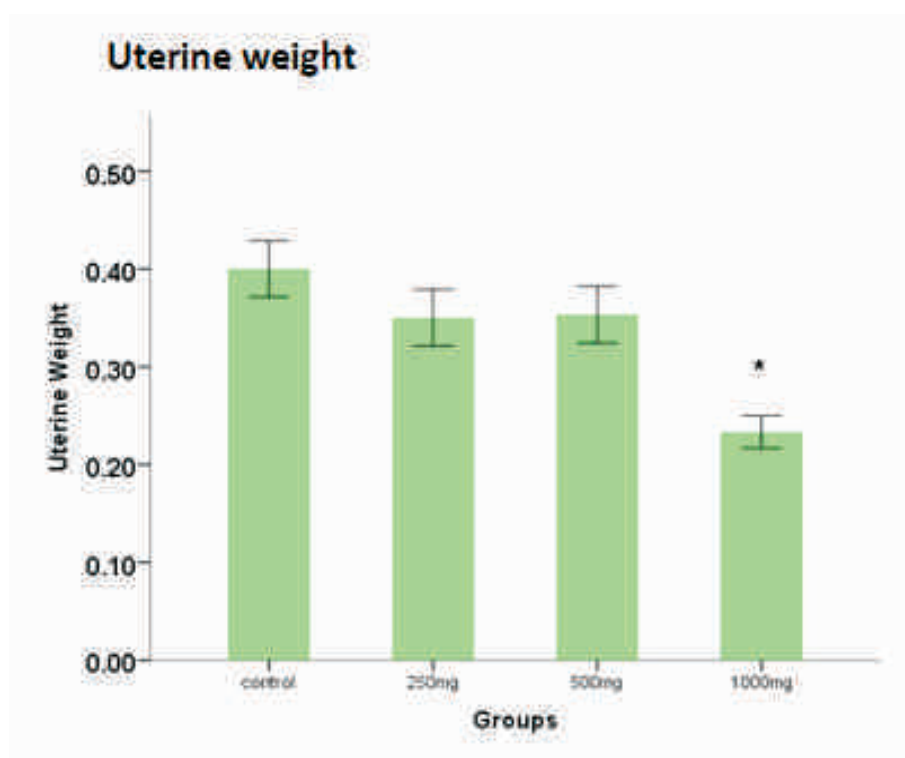 Uterine weight
0.50
0.40
0.30
0.20
0.10
0.00
Uterine Weight
*
control
250mg
500mg
1000mg
Groups